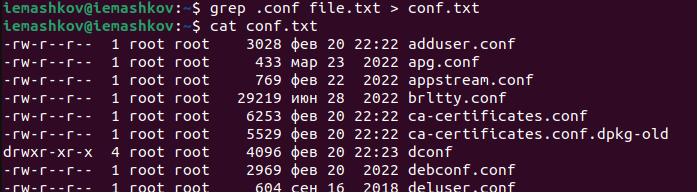 iemashkov@iemashkov:~$ grep .conf file.txt > conf.txt
iemashkov@iemashkov:~$ cat conf.txt
-rw-r--r--  1 root root    3028 фев 20 22:22 adduser.conf
-rw-r--r--  1 root root     433 мар 23  2022 apg.conf
-rw-r--r--  1 root root     769 фев 22  2022 appstream.conf
-rw-r--r--  1 root root   29219 июн 28  2022 brltty.conf
-rw-r--r--  1 root root    6253 фев 20 22:22 ca-certificates.conf
-rw-r--r--  1 root root    5529 фев 20 22:22 ca-certificates.conf.dpkg-old
drwxr-xr-x  4 root root    4096 фев 20 22:23 dconf
-rw-r--r--  1 root root    2969 фев 20  2022 debconf.conf
-rw-r--r--  1 root root     604 сен 16  2018 deluser.conf